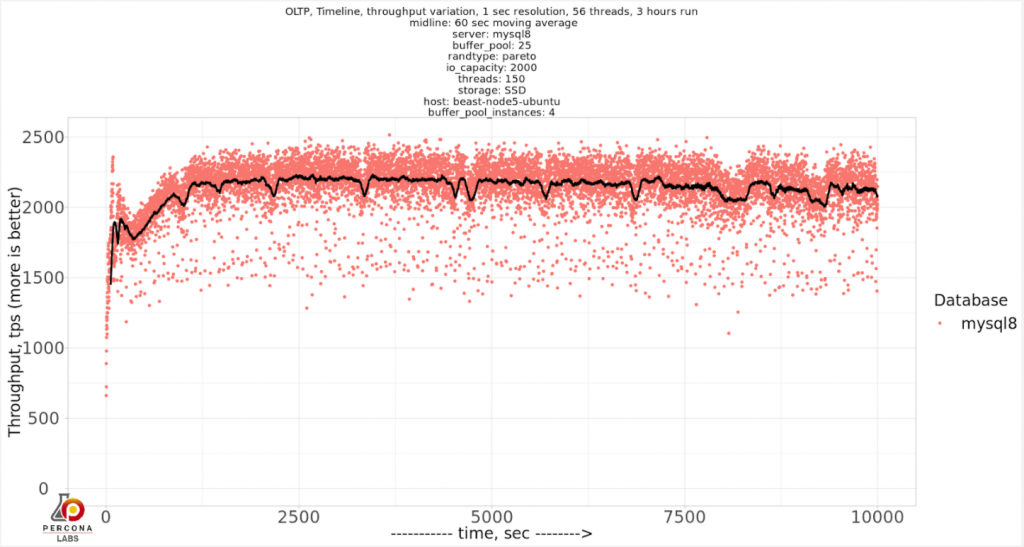 OLTP, Timeline, throughput variation, 1 sec resolution, 56 threads, 3 hours run
midline: 60 sec moving average
server: mysql8
buffer_pool: 25
randtype: pareto
io_capacity: 2000
threads: 150
storage: SSD
host: beast-node5-ubuntu
buffer_pool_instances: 4
Throughput, tps (more is better)
2500
2000
1500
1000
500
0
Database
mysql8
0
2500
5000
7500
10000
----------- time, sec -------->
PERCONA
LABS